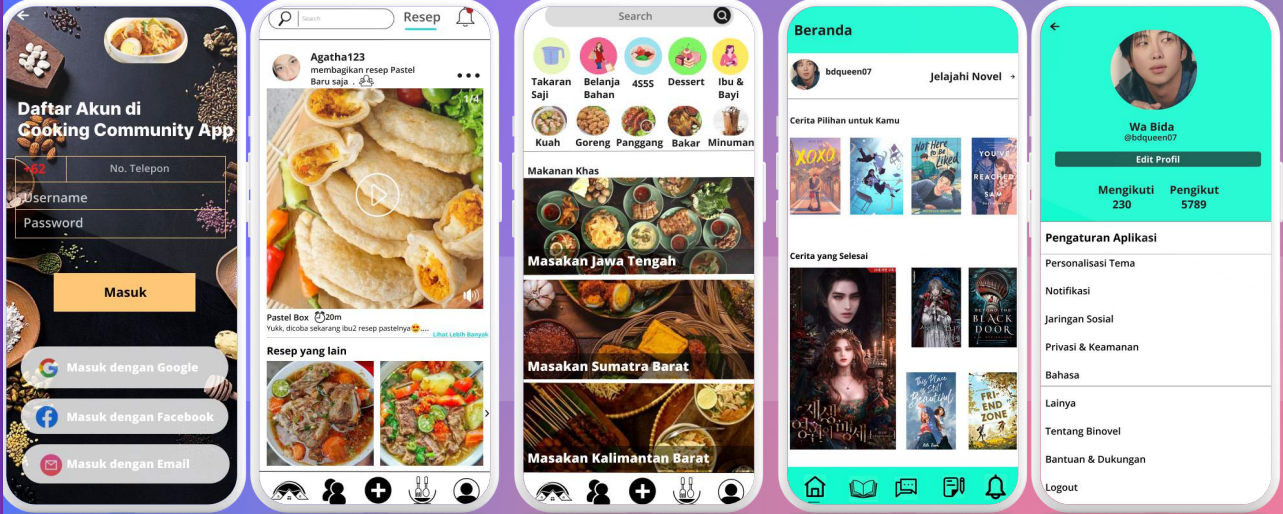 Daftar Akun di
Cooking Community App
+62
No. Telepon
Username
Password
Masuk
Masuk dengan Google
Masuk dengan Facebook
Masuk dengan Email
Search
Resep
Agatha123
membagikan resep Pastel
Baru saja .
1/4
Pastel Box 20m
Yukk, dicoba sekarang ibu2 resep pastelnya....
Lihat Lebih Banyak
Resep yang lain
Search
Takaran
Saji
Belanja
Bahan
4S5S
Dessert
Ibu &
Bayi
Kuah
Goreng
Panggang
Bakar
Minuman
Makanan Khas
Masakan Jawa Tengah
Masakan Sumatra Barat
Masakan Kalimantan Barat
Beranda
bdqueen07
Jelajahi Novel
Cerita Pilihan untuk Kamu
XOXO
Not Here
to Be
Liked
YOU'VE
REACHED
SAM
Cerita yang Selesai
BEYOND THE
BLACK
DOOR
This Place
is Still
Beautiful
FRI-
END
ZONE
Wa Bida
@bdqueen07
Edit Profil
Mengikuti
230
Pengikut
5789
Pengaturan Aplikasi
Personalisasi Tema
Notifikasi
Jaringan Sosial
Privasi & Keamanan
Bahasa
Lainya
Tentang Binovel
Bantuan & Dukungan
Logout